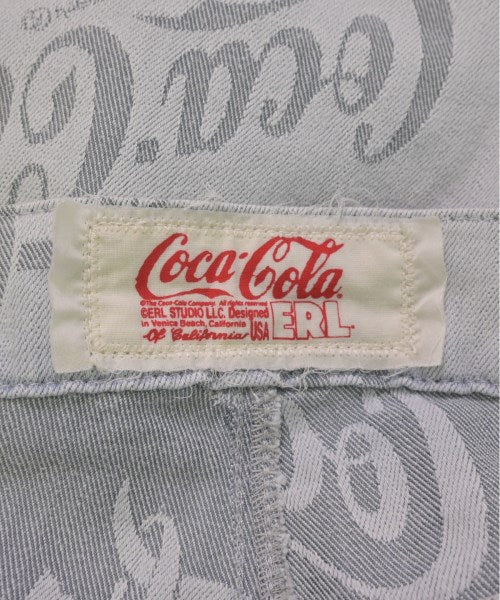 Coca-Cola
©The Coca-Cola Company. All rights reserved.
©ERL STUDIO LLC. Designed
in Venice Beach, California
Of California USA ERL